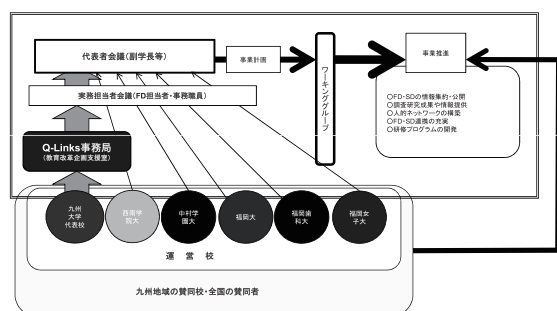 代表者会議(副学長等)
事業計画
ワーキンググループ
事業推進
実務担当者会議(FD担当者・事務職員)
○FD・SDの情報集約・公開
○調査研究成果や情報提供
○人的ネットワークの構築
○FD・SD連携の充実
○研修プログラムの開発
Q-Links事務局
(教育改革企画支援室)
九州
大学
代表校
西南学
院大
中村学
園大
福岡大
福岡歯
科大
福岡女
子大
運営校
九州地域の賛同校・全国の賛同者